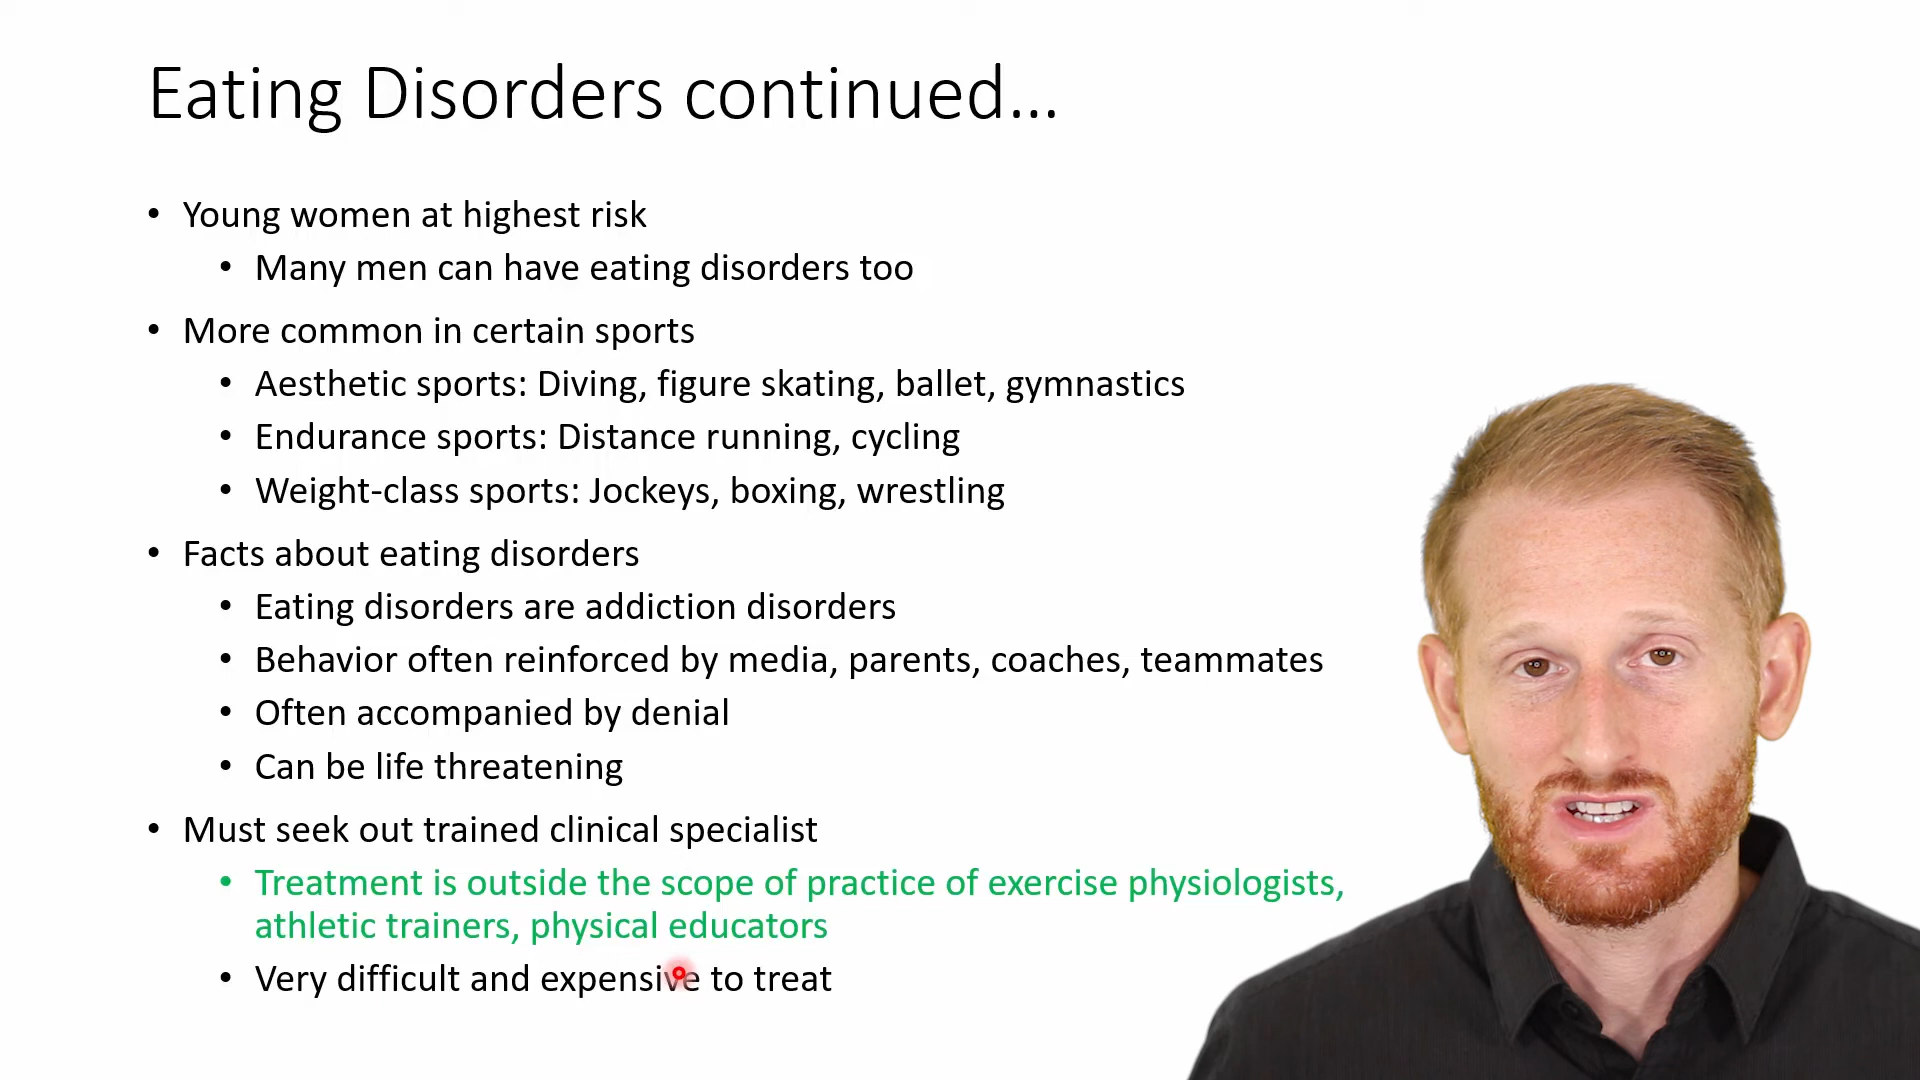 Eating Disorders continued...
• Young women at highest risk
• Many men can have eating disorders too
• More common in certain sports
• Aesthetic sports: Diving, figure skating, ballet, gymnastics
• Endurance sports: Distance running, cycling
• Weight-class sports: Jockeys, boxing, wrestling
• Facts about eating disorders
• Eating disorders are addiction disorders
• Behavior often reinforced by media, parents, coaches, teammates
• Often accompanied by denial
• Can be life threatening
• Must seek out trained clinical specialist
• Treatment is outside the scope of practice of exercise physiologists,
athletic trainers, physical educators
• Very difficult and expensive to treat